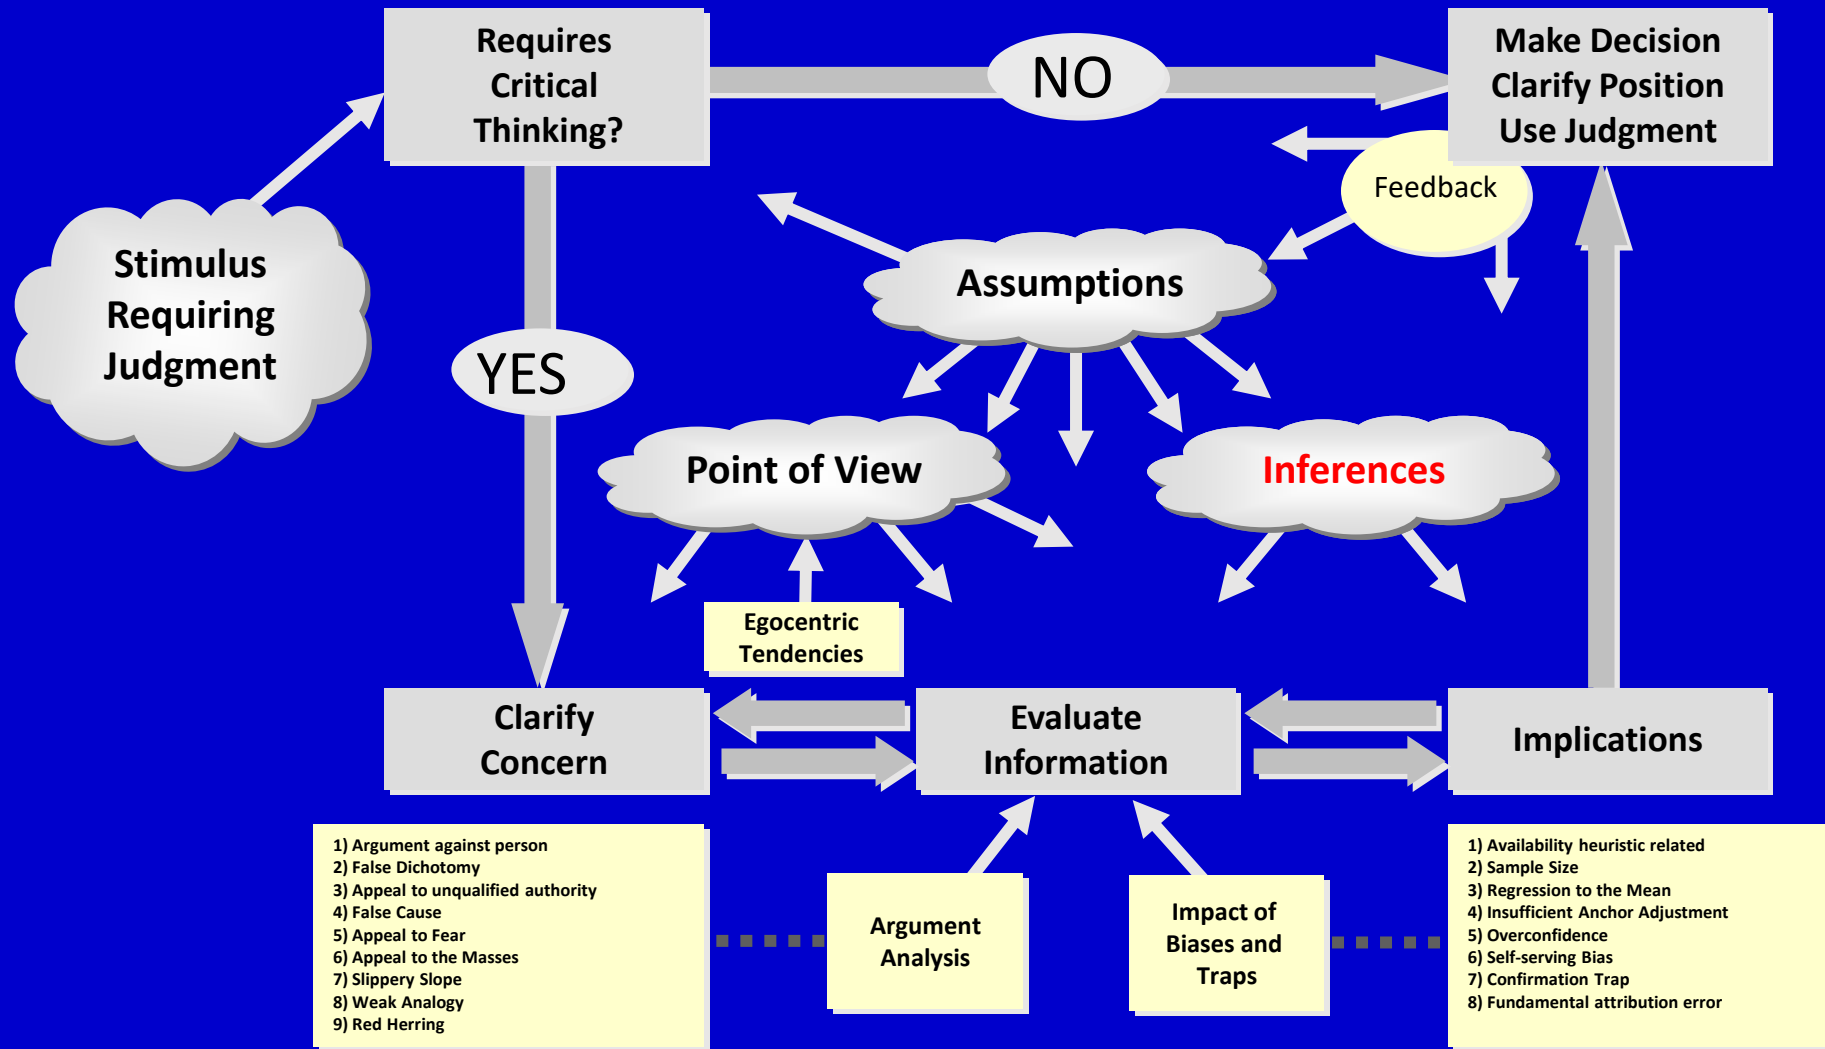 Requires
Critical
Thinking?
NO
Make Decision
Clarify Position
Use Judgment
Feedback
Stimulus
Requiring
Judgment
Assumptions
YES
Point of View
Inferences
Egocentric
Tendencies
Clarify
Concern
Evaluate
Information
Implications
1) Argument against person
2) False Dichotomy
3) Appeal to unqualified authority
4) False Cause
5) Appeal to Fear
6) Appeal to the Masses
7) Slippery Slope
8) Weak Analogy
9) Red Herring
Argument
Analysis
Impact of
Biases and
Traps
1) Availability heuristic related
2) Sample Size
3) Regression to the Mean
4) Insufficient Anchor Adjustment
5) Overconfidence
6) Self-serving Bias
7) Confirmation Trap
8) Fundamental attribution error